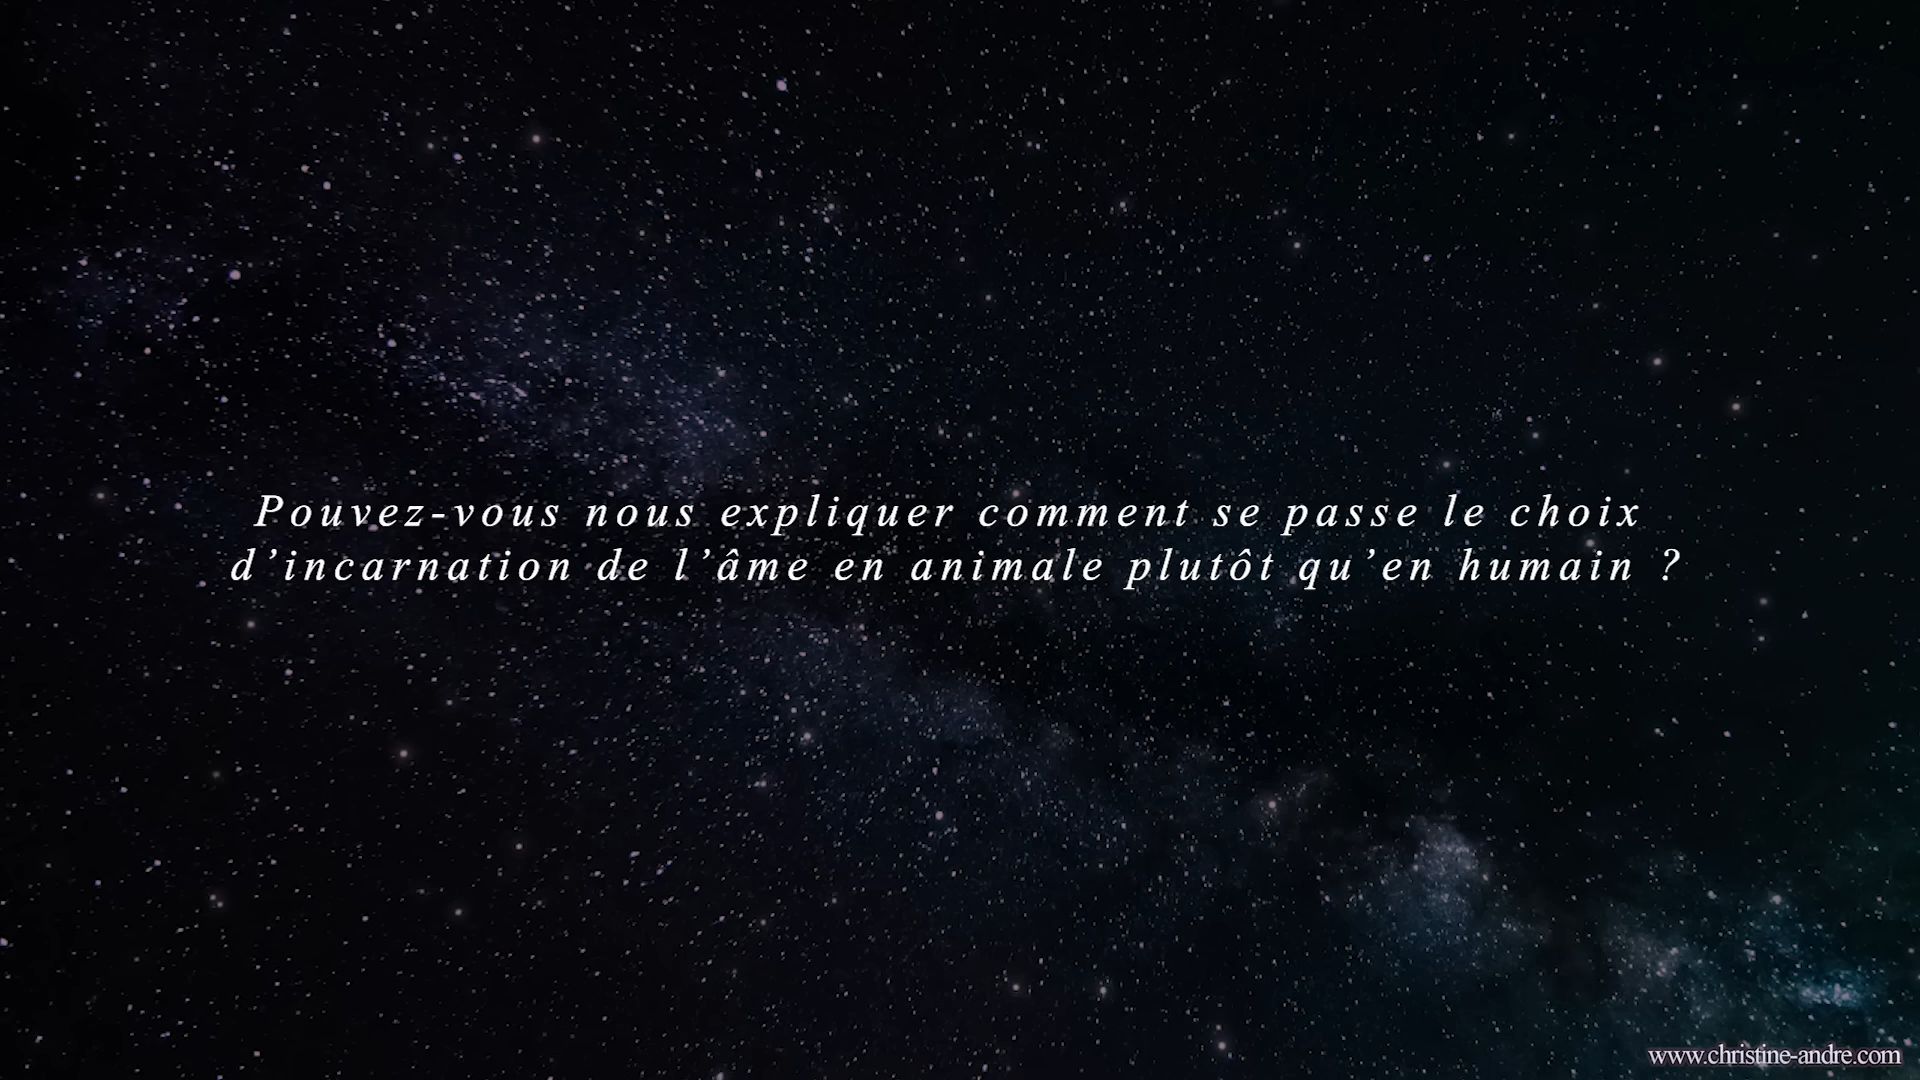 Pouvez-vous nous expliquer comment se passe le choix
d’incarnation de l’âme en animale plutôt qu’en humain ?
www.christine-andre.com